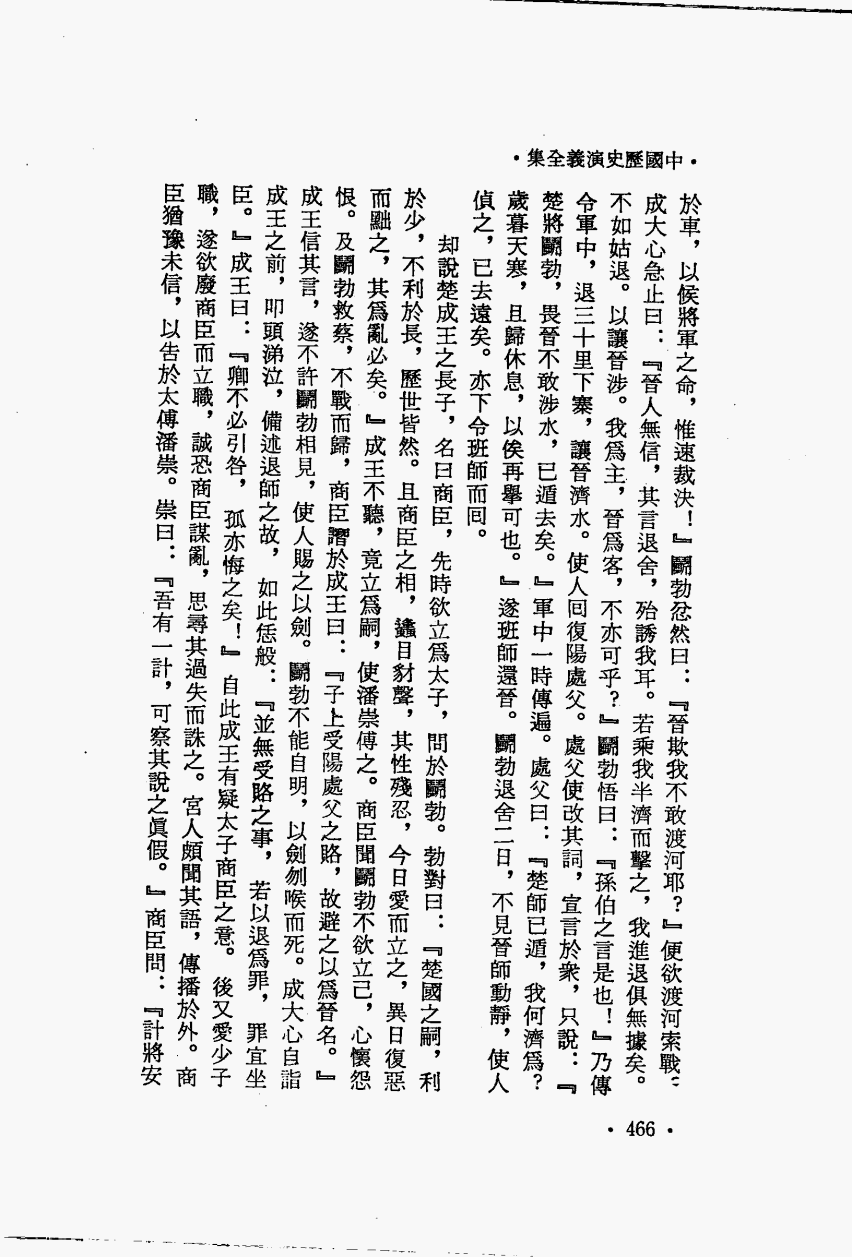 ·中國歷史演義全集·
於車，以候將軍之命，惟速裁決！』鬭勃忿然曰：『晉欺我不敢渡河耶？』便欲渡河索戰；
成大心急止曰：『晉人無信，其言退舍，殆誘我耳。若乘我半濟而擊之，我進退俱無據矣。
不如姑退。以讓晉涉。我爲主，晉爲客，不亦可乎？』鬭勃悟曰：『孫伯之言是也！』乃傳
令軍中，退三十里下寨，讓晉濟水。使人回復陽處父。處父使改其詞，宣言於衆，只說：『
楚將鬭勃，畏晉不敢涉水，已遁去矣。』軍中一時傳遍。處父曰：『楚師已遁，我何濟爲？
歲暮天寒，且歸休息，以俟再擧可也。』遂班師還晉。鬭勃退舍二日，不見晉師動靜，使人
偵之，已去遠矣。亦下令班師而回。
却說楚成王之長子，名曰商臣，先時欲立爲太子，問於鬭勃。勃對曰：『楚國之嗣，利
於少，不利於長，歷世皆然。且商臣之相，蠭目豺聲，其性殘忍，今日愛而立之，異日復惡
而黜之，其爲亂必矣。』成王不聽，竟立爲嗣，使潘崇傅之。商臣聞鬭勃不欲立己，心懷怨
恨。及鬭勃救蔡，不戰而歸，商臣譖於成王曰：『子上受陽處父之賂，故避之以爲晉名。』
成王信其言，遂不許鬭勃相見，使人賜之以劍。鬭勃不能自明，以劍刎喉而死。成大心自詣
成王之前，叩頭涕泣，備述退師之故，如此恁般：『並無受賂之事，若以退爲罪，罪宜坐
臣。』成王曰：『卿不必引咎，孤亦悔之矣！』自此成王有疑太子商臣之意。後又愛少子
職，遂欲廢商臣而立職，誠恐商臣謀亂，思尋其過失而誅之。宮人頗聞其語，傳播於外。商
臣猶豫未信，以告於太傅潘崇。崇曰：『吾有一計，可察其說之眞假。』商臣問：『計將安
·466·